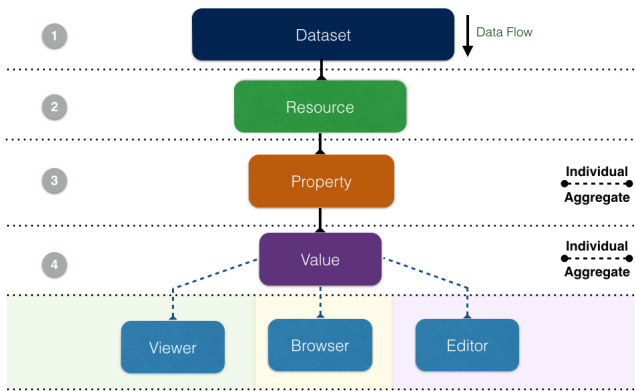 1
Dataset
Data Flow
2
Resource
3
Property
Individual
Aggregate
4
Value
Individual
Aggregate
Viewer
Browser
Editor